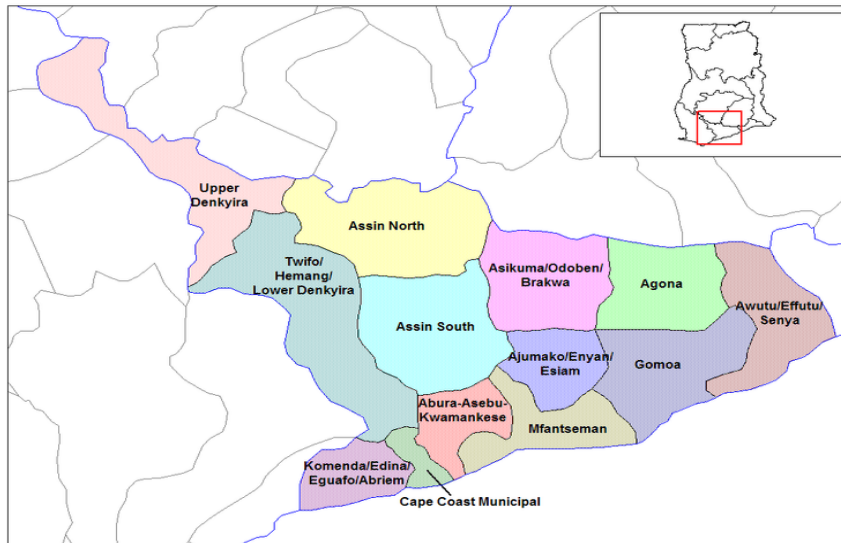 Upper
Denkyira
Assin North
Twifo/
Hemang/
Lower Denkyira
Asikuma/Odoben/
Brakwa
Agona
Awutu/Effutu/
Senya
Assin South
Ajumako/Enyan/
Esiam
Gomoa
Abura-Asebu-
Kwamankese
Mfantseman
Komenda/Edina/
Eguafo/Abriem
Cape Coast Municipal